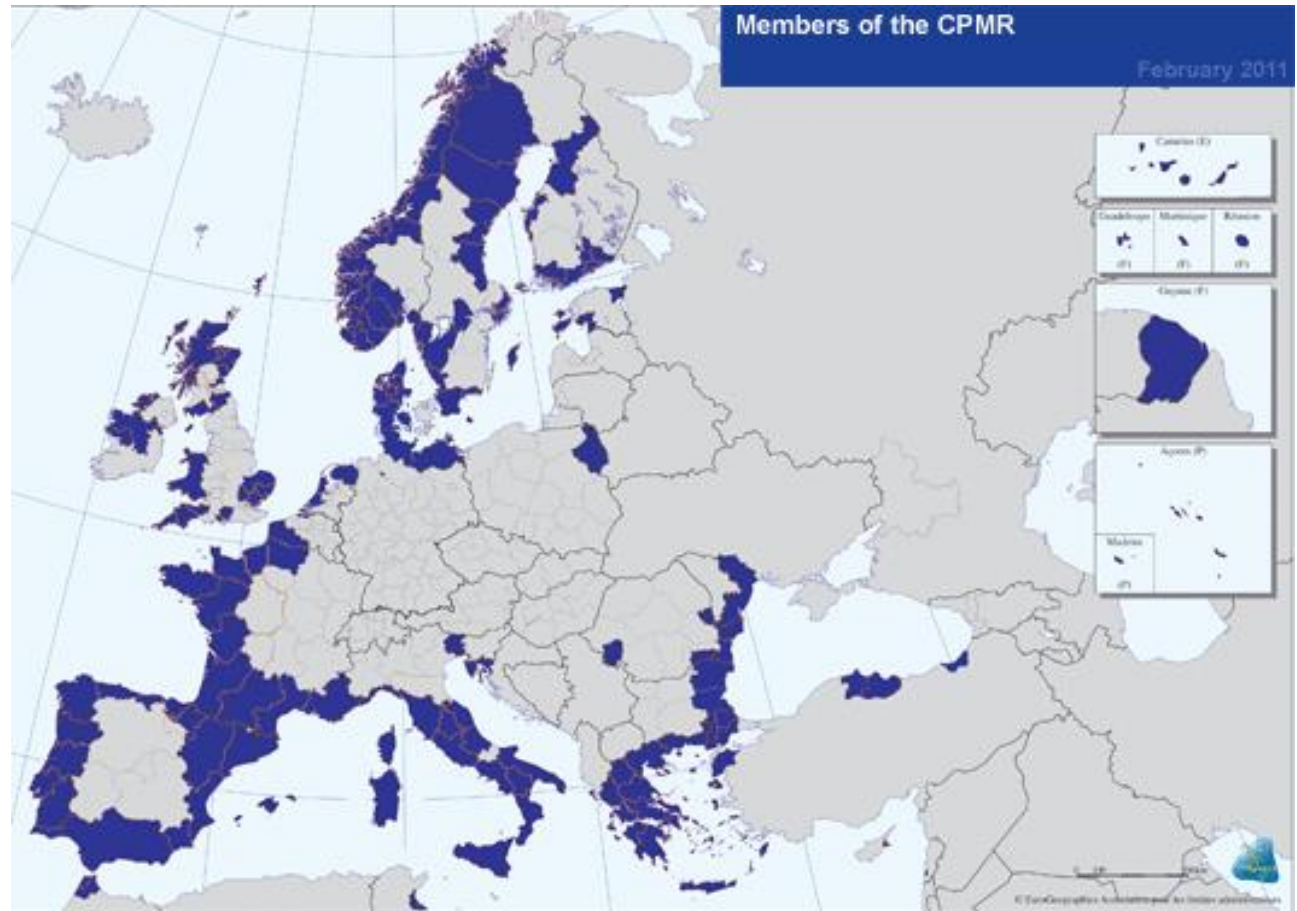 Members of the CPMR
February 2011
Canarias (E)
Guadeloupe Martinique Réunion
(F) (F) (F)
Guyane (F)
Açores (P)
Madeira
(P)